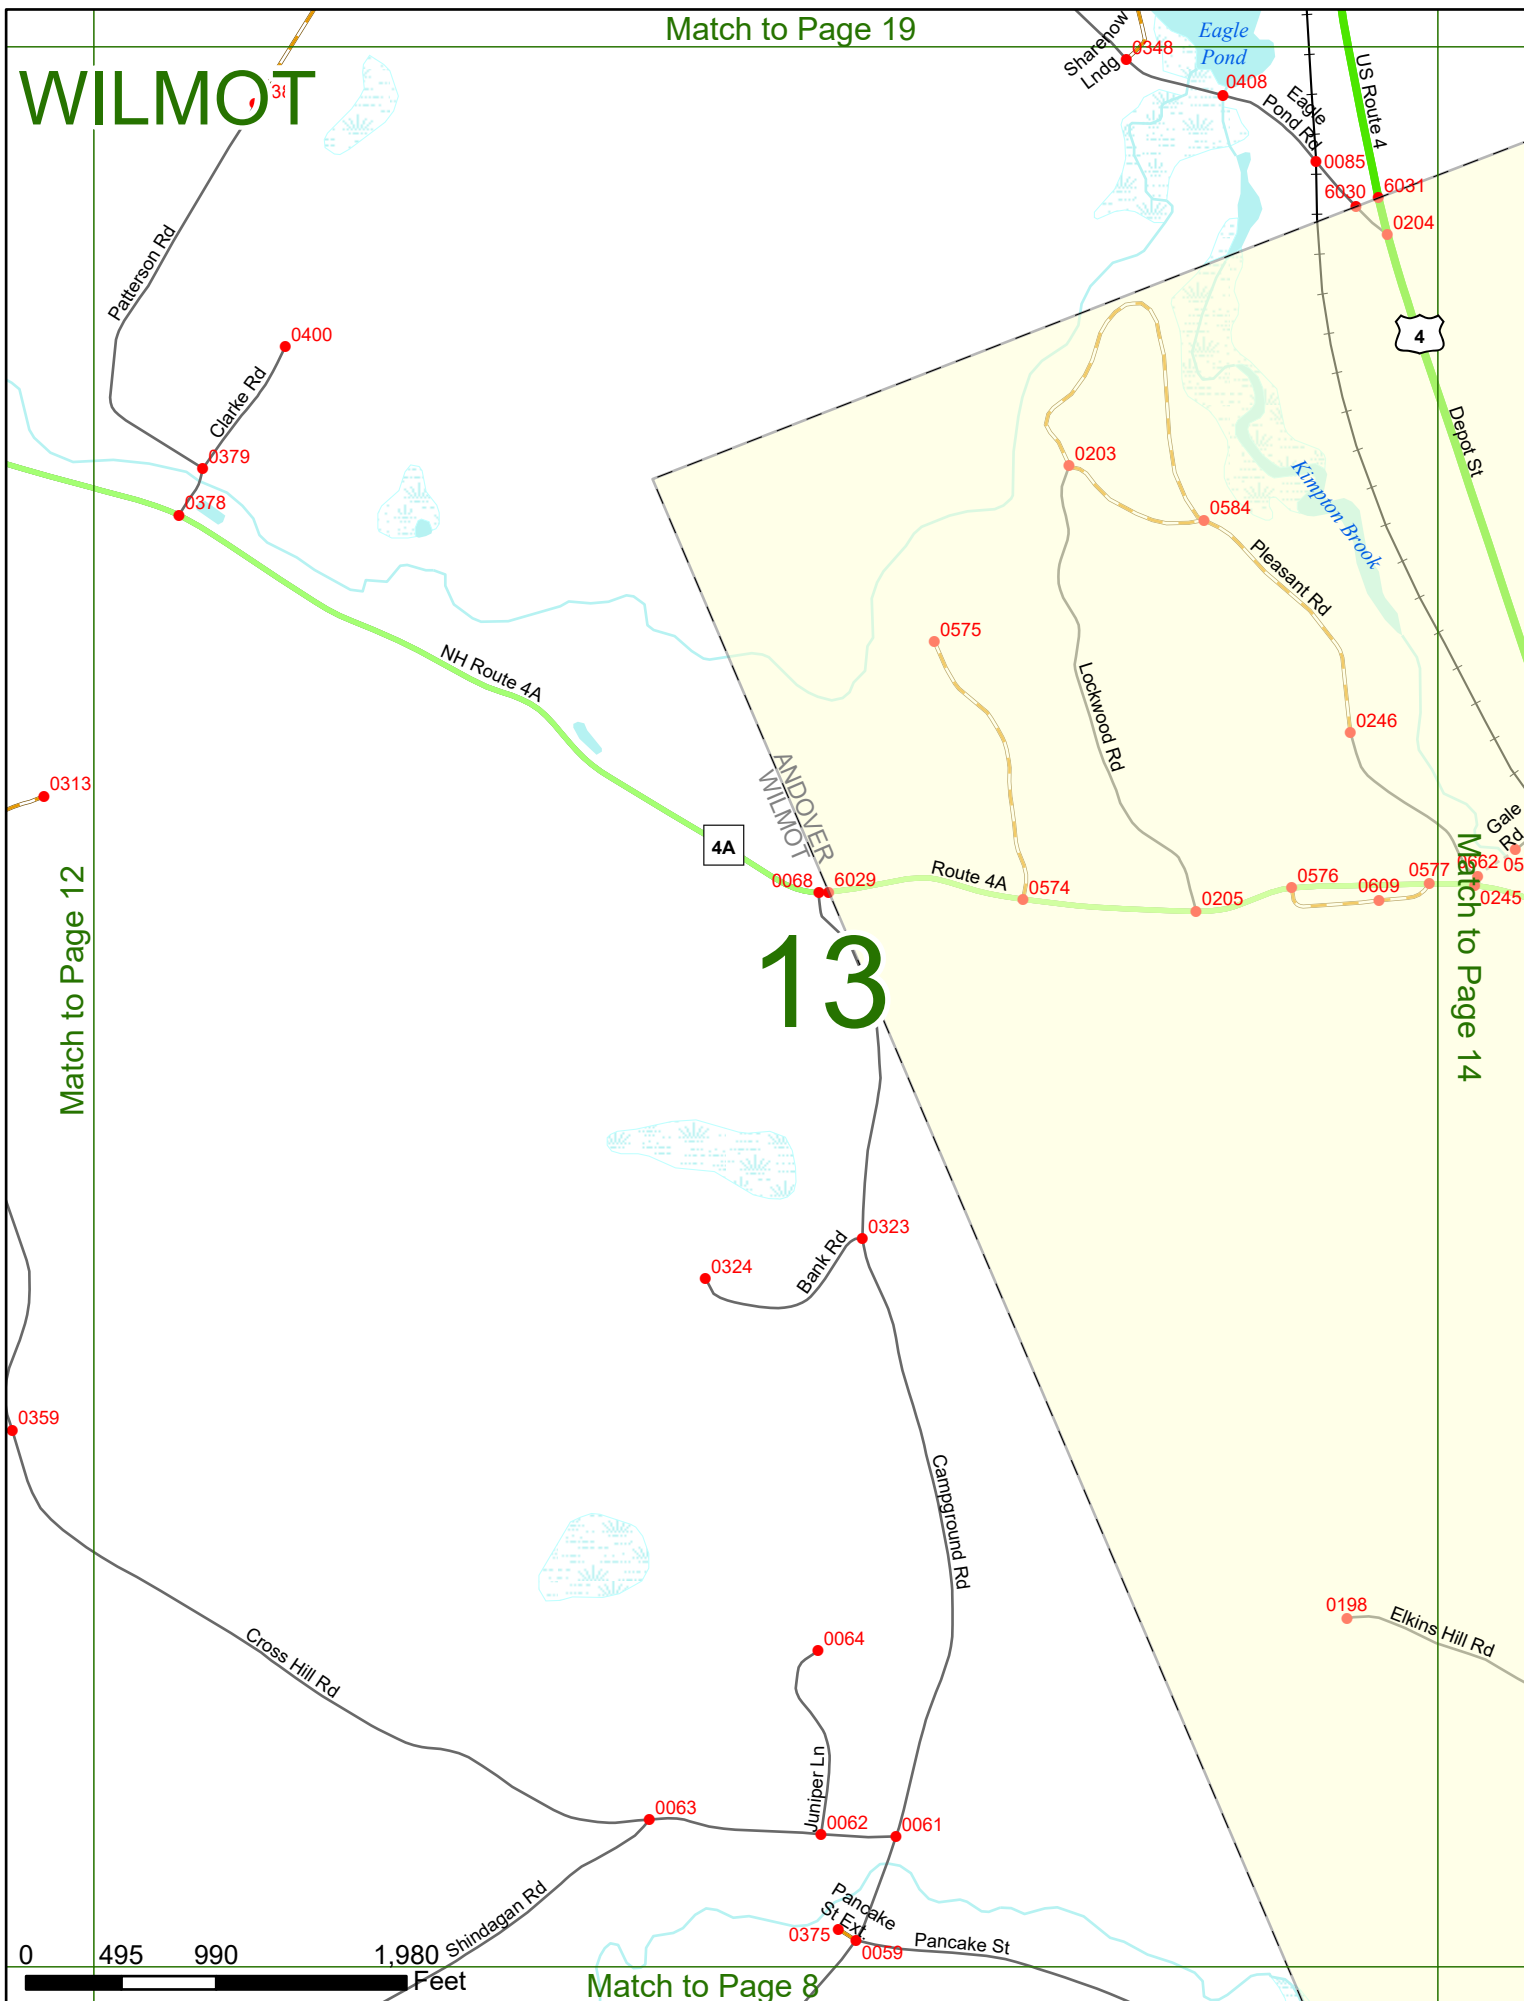 Match to Page 19
WILMOT
Sharenow
Lndg
0348
Eagle
Pond
0408
Eagle
Pond Rd
US Route 4
0085
6030
6031
0204
4
Patterson Rd
0400
Clarke Rd
0379
0378
Depot St
0203
0584
Kimpton Brook
Pleasant Rd
0575
NH Route 4A
Lockwood Rd
0246
0313
ANDOVER
WILMOT
4A
Gale
Rd
0068
6029
Route 4A
0574
0205
0576
0609
0577
0662
05
0245
Match to Page 12
Match to Page 14
13
0323
Bank Rd
0324
0359
Campground Rd
0198
Elkins Hill Rd
Cross Hill Rd
0064
Juniper Ln
0063
0062
0061
Shindagan Rd
Pancake
St Ext.
0375
0059
Pancake St
0 495 990 1,980
Feet
Match to Page 8